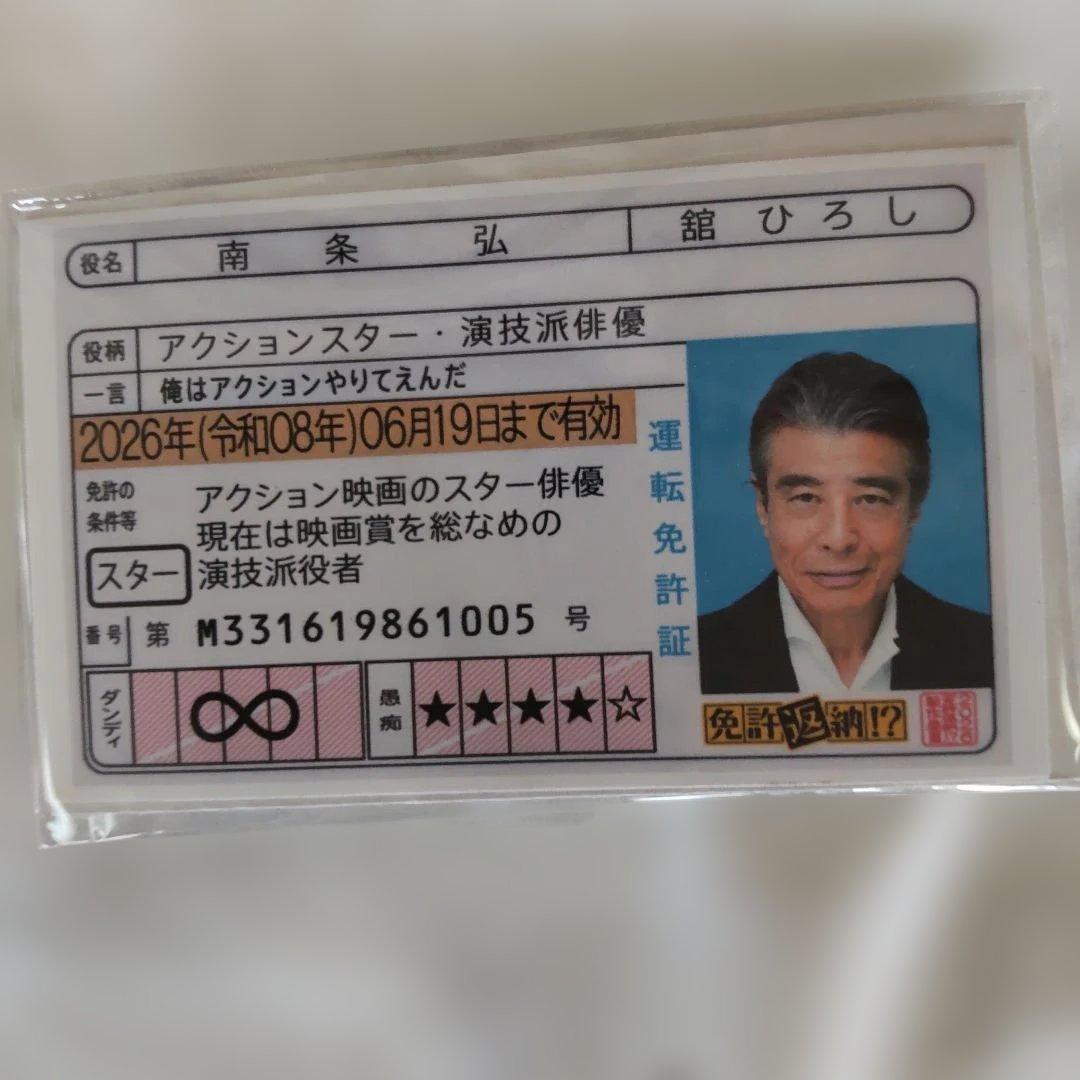 役名 南条 弘 舘ひろし
役柄 アクションスター・演技派俳優
一言 俺はアクションやりてえんだ
2026年(令和08年)06月19日まで有効
免許の
条件等
アクション映画のスター俳優
現在は映画賞を総なめの
演技派役者
スター
番号 第 M331619861005 号
ダンディ ∞ 愚痴 ★★★★☆
運転免許証
免許返納!?